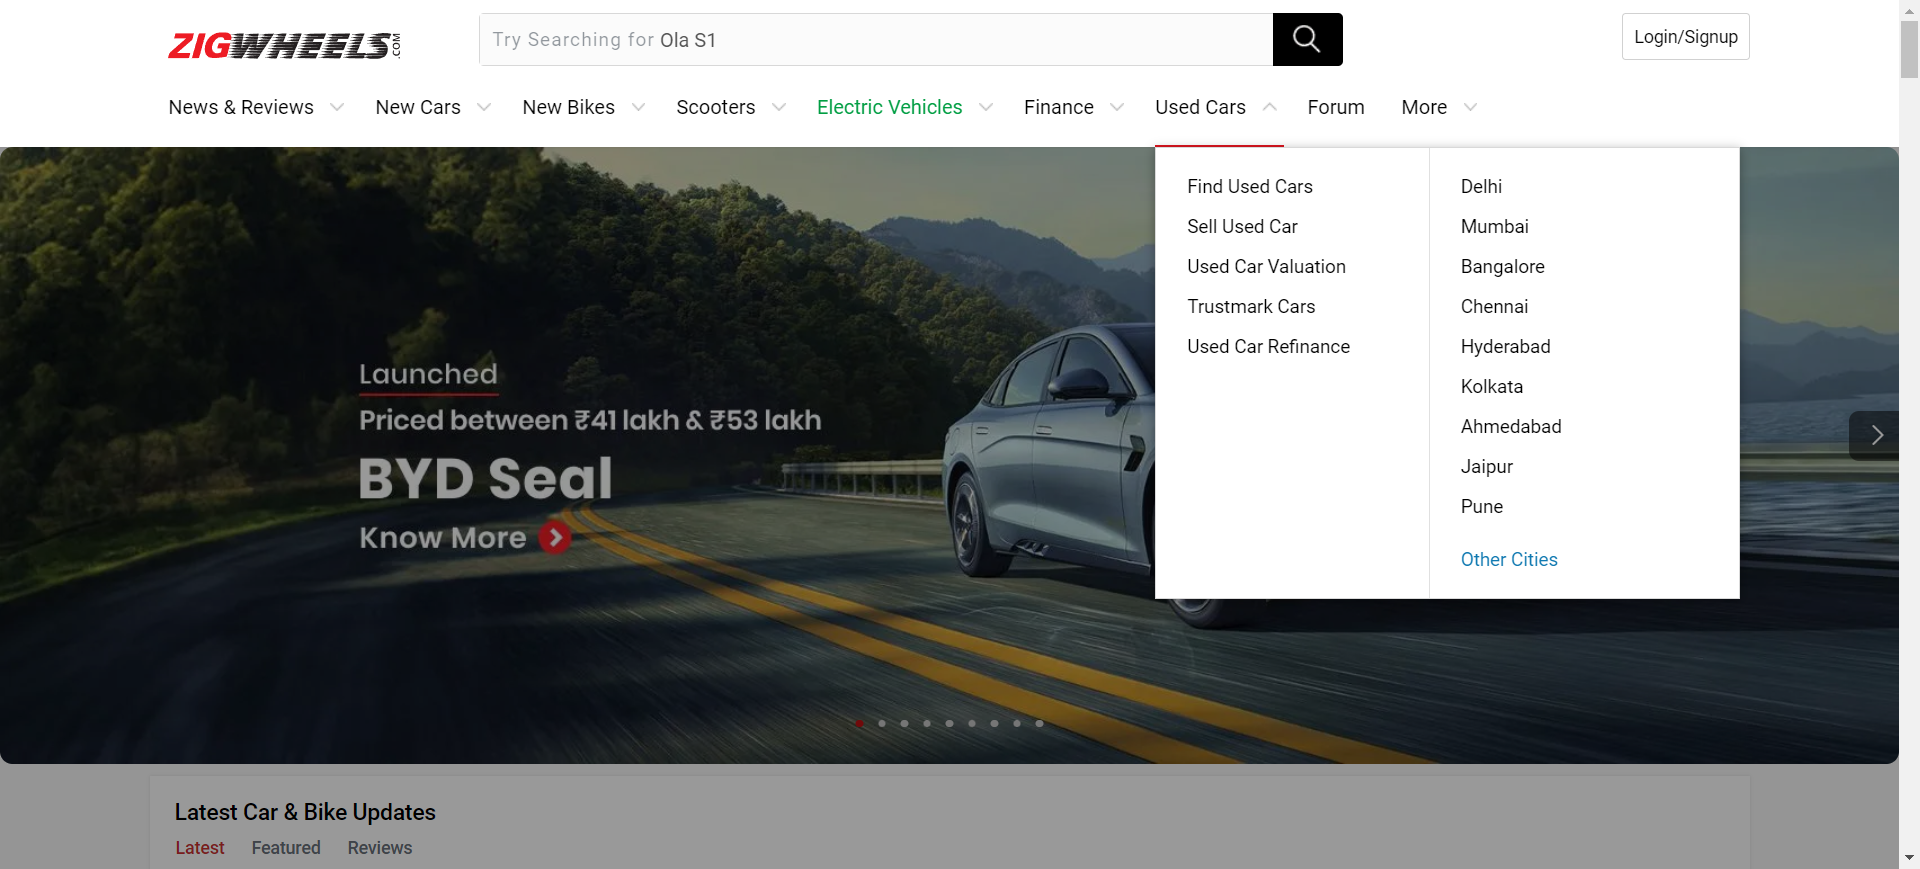 ZIGWHEELS.COM
Try Searching for Ola S1
Login/Signup
News & Reviews
New Cars
New Bikes
Scooters
Electric Vehicles
Finance
Used Cars
Forum
More
Find Used Cars
Sell Used Car
Used Car Valuation
Trustmark Cars
Used Car Refinance
Delhi
Mumbai
Bangalore
Chennai
Hyderabad
Kolkata
Ahmedabad
Jaipur
Pune
Other Cities
Launched
Priced between ₹41 lakh & ₹53 lakh
BYD Seal
Know More
Latest Car & Bike Updates
Latest
Featured
Reviews